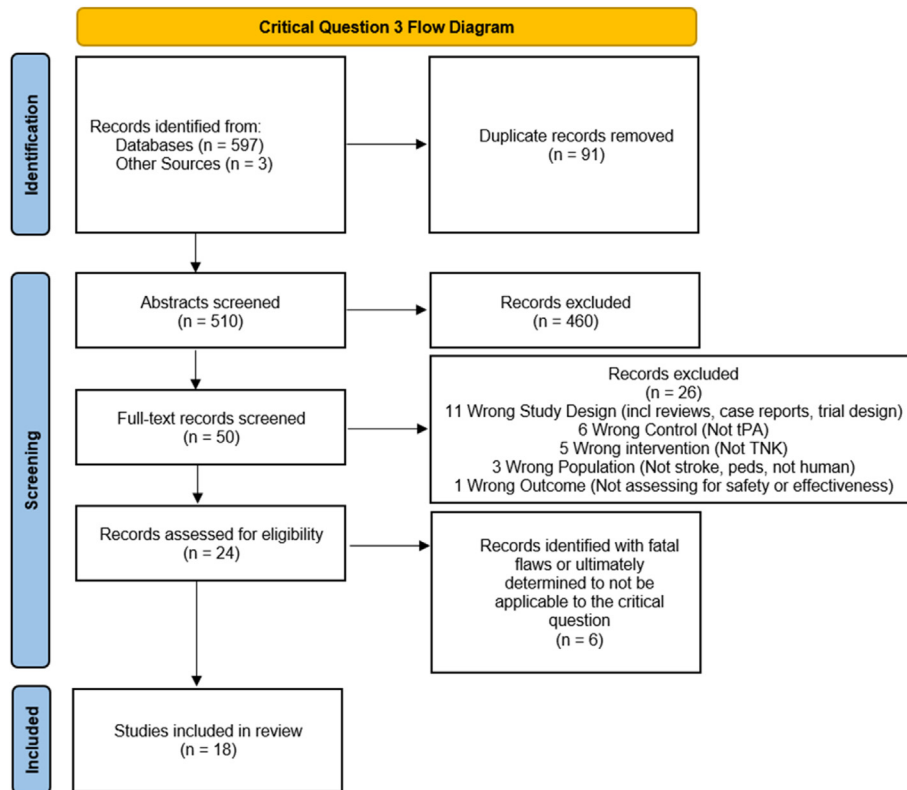 Critical Question 3 Flow Diagram
Identification
Records identified from:
Databases (n = 597)
Other Sources (n = 3)
Duplicate records removed
(n = 91)
Screening
Abstracts screened
(n = 510)
Records excluded
(n = 460)
Full-text records screened
(n = 50)
Records excluded
(n = 26)
11 Wrong Study Design (incl reviews, case reports, trial design)
6 Wrong Control (Not tPA)
5 Wrong intervention (Not TNK)
3 Wrong Population (Not stroke, peds, not human)
1 Wrong Outcome (Not assessing for safety or effectiveness)
Records assessed for eligibility
(n = 24)
Records identified with fatal
flaws or ultimately
determined to not be
applicable to the critical
question
(n = 6)
Included
Studies included in review
(n = 18)